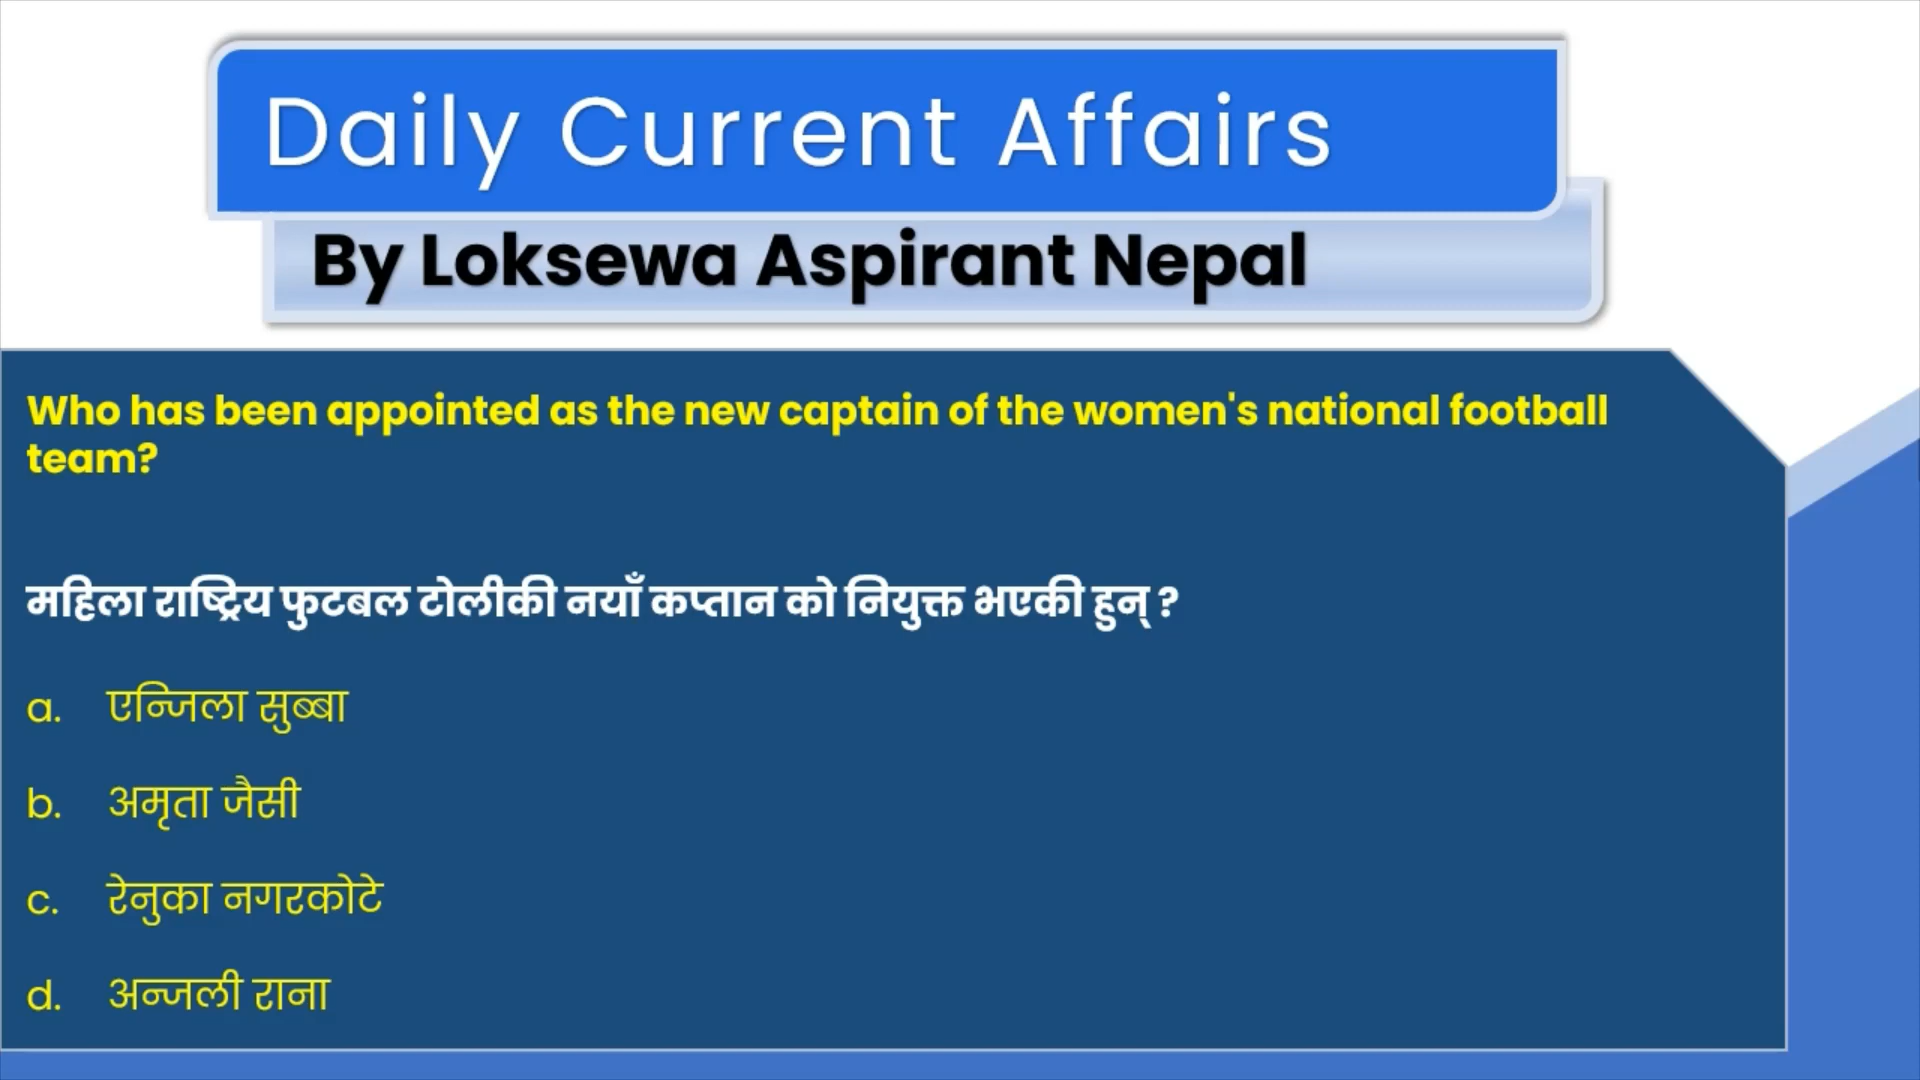 Daily Current Affairs
By Loksewa Aspirant Nepal
Who has been appointed as the new captain of the women's national football
team?
महिला राष्ट्रिय फुटबल टोलीकी नयाँ कप्तान को नियुक्त भएकी हुन् ?
a. एन्जिला सुब्बा
b. अमृता जैसी
c. रेनुका नगरकोटे
d. अन्जली राना